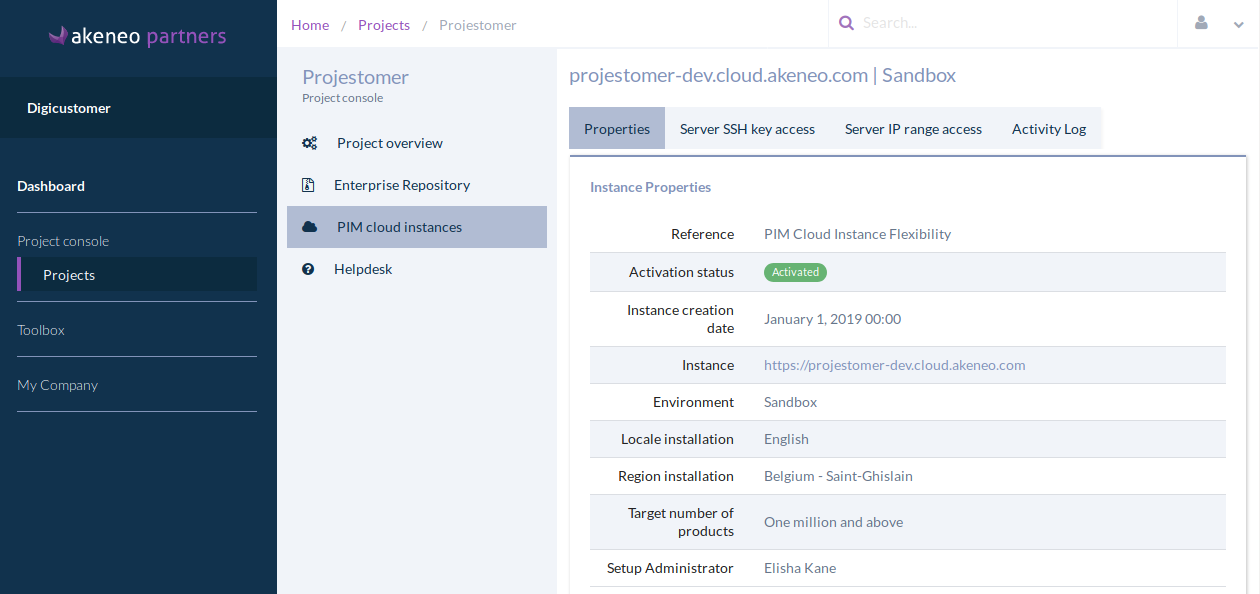 akeneo partners
Digicustomer
Dashboard
Project console
Projects
Toolbox
My Company
Home / Projects / Projestomer
Search...
Projestomer
Project console
Project overview
Enterprise Repository
PIM cloud instances
Helpdesk
projestomer-dev.cloud.akeneo.com | Sandbox
Properties Server SSH key access Server IP range access Activity Log
Instance Properties
Reference PIM Cloud Instance Flexibility
Activation status Activated
Instance creation
date January 1, 2019 00:00
Instance https://projestomer-dev.cloud.akeneo.com
Environment Sandbox
Locale installation English
Region installation Belgium - Saint-Ghislain
Target number of
products One million and above
Setup Administrator Elisha Kane